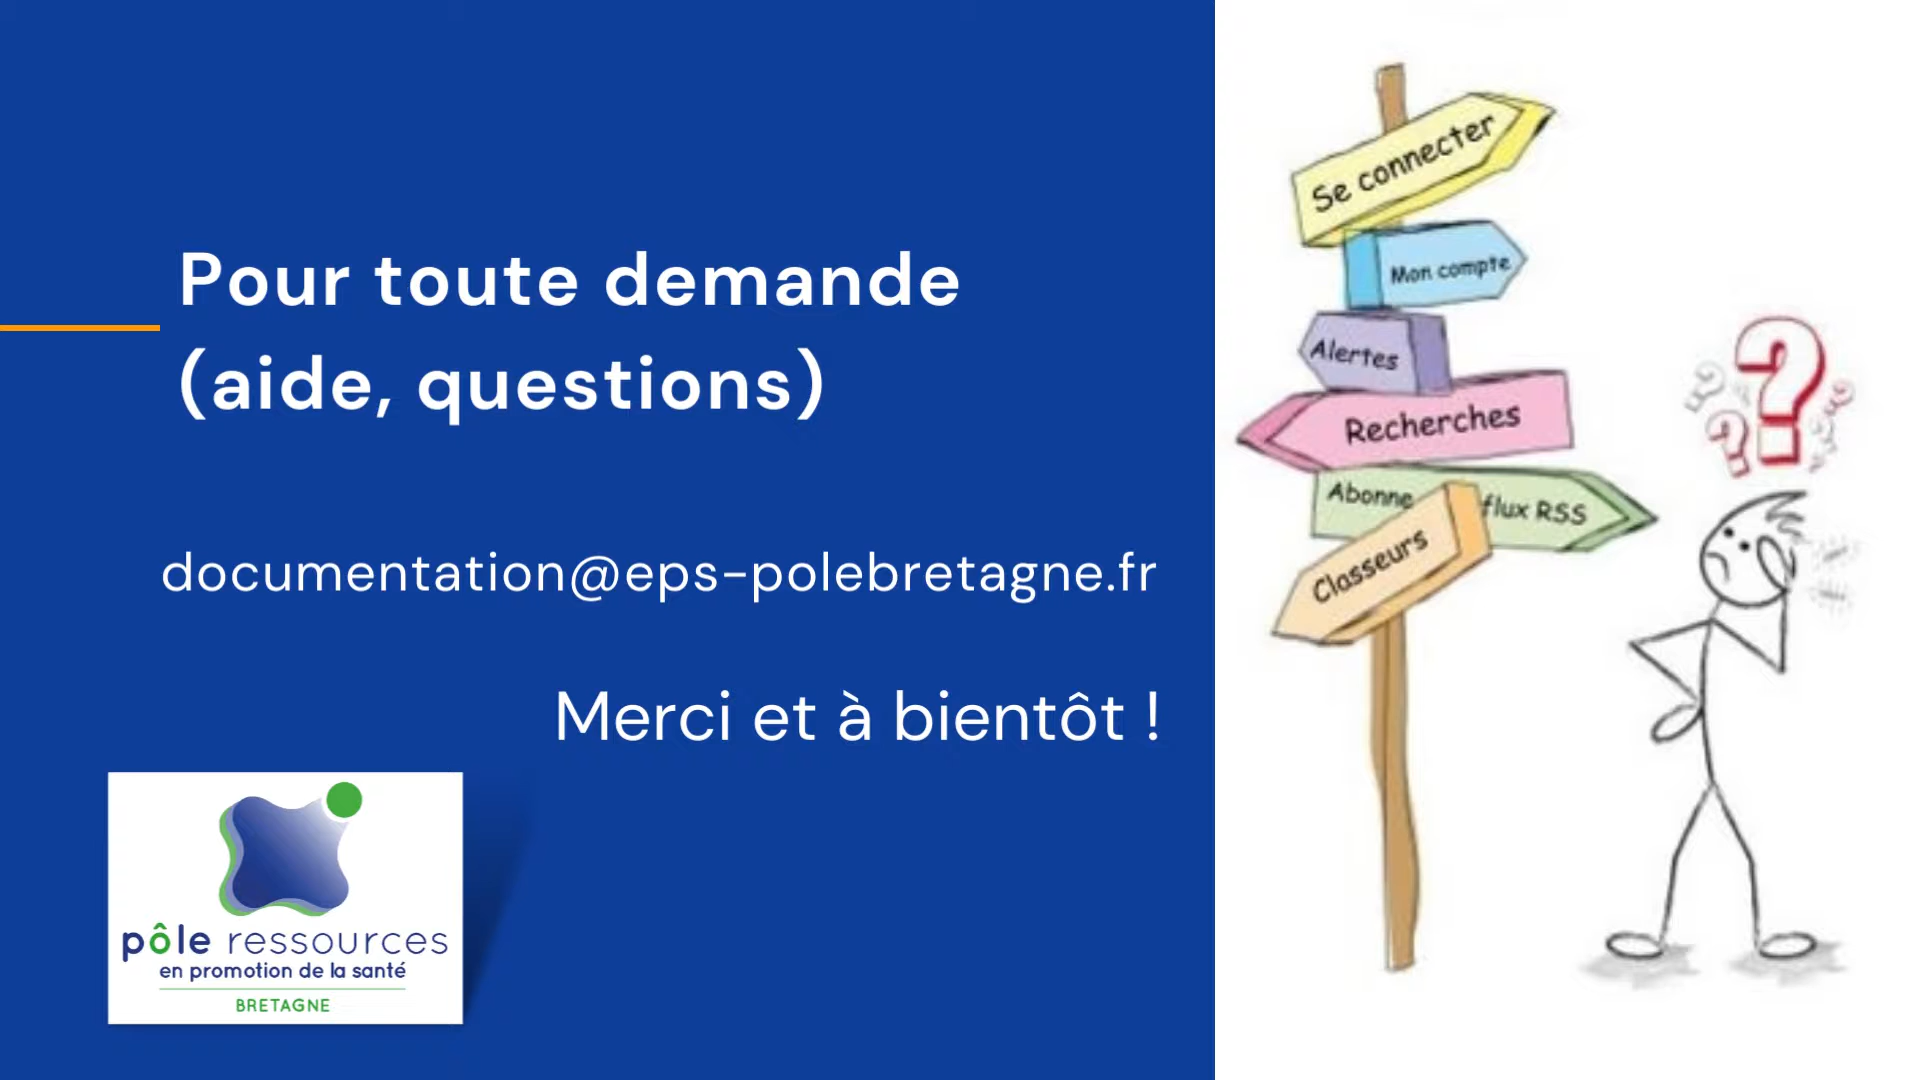 Pour toute demande
(aide, questions)
documentation@eps-polebretagne.fr
Merci et à bientôt !
pôle ressources
en promotion de la santé
BRETAGNE
Se connecter
Mon compte
Alertes
Recherches
Abonne flux RSS
Classeurs